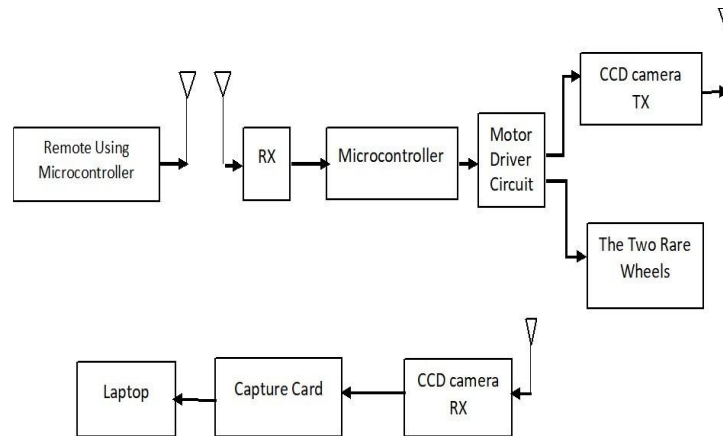 Remote Using
Microcontroller
RX
Microcontroller
Motor
Driver
Circuit
CCD camera
TX
The Two Rare
Wheels
Laptop
Capture Card
CCD camera
RX